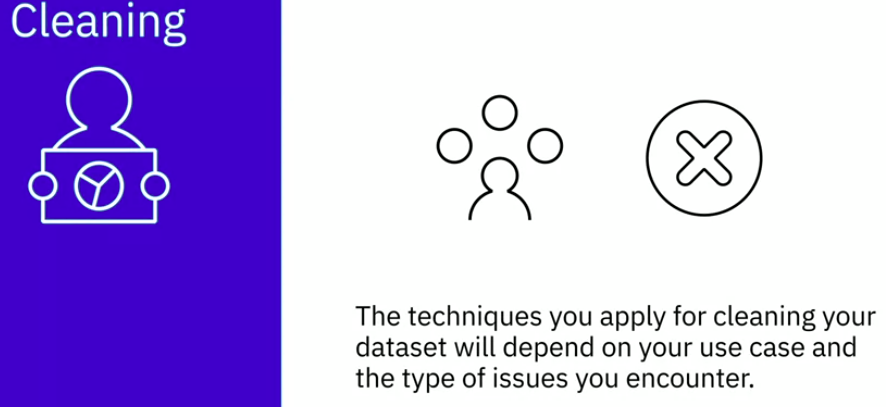 Cleaning
The techniques you apply for cleaning your
dataset will depend on your use case and
the type of issues you encounter.